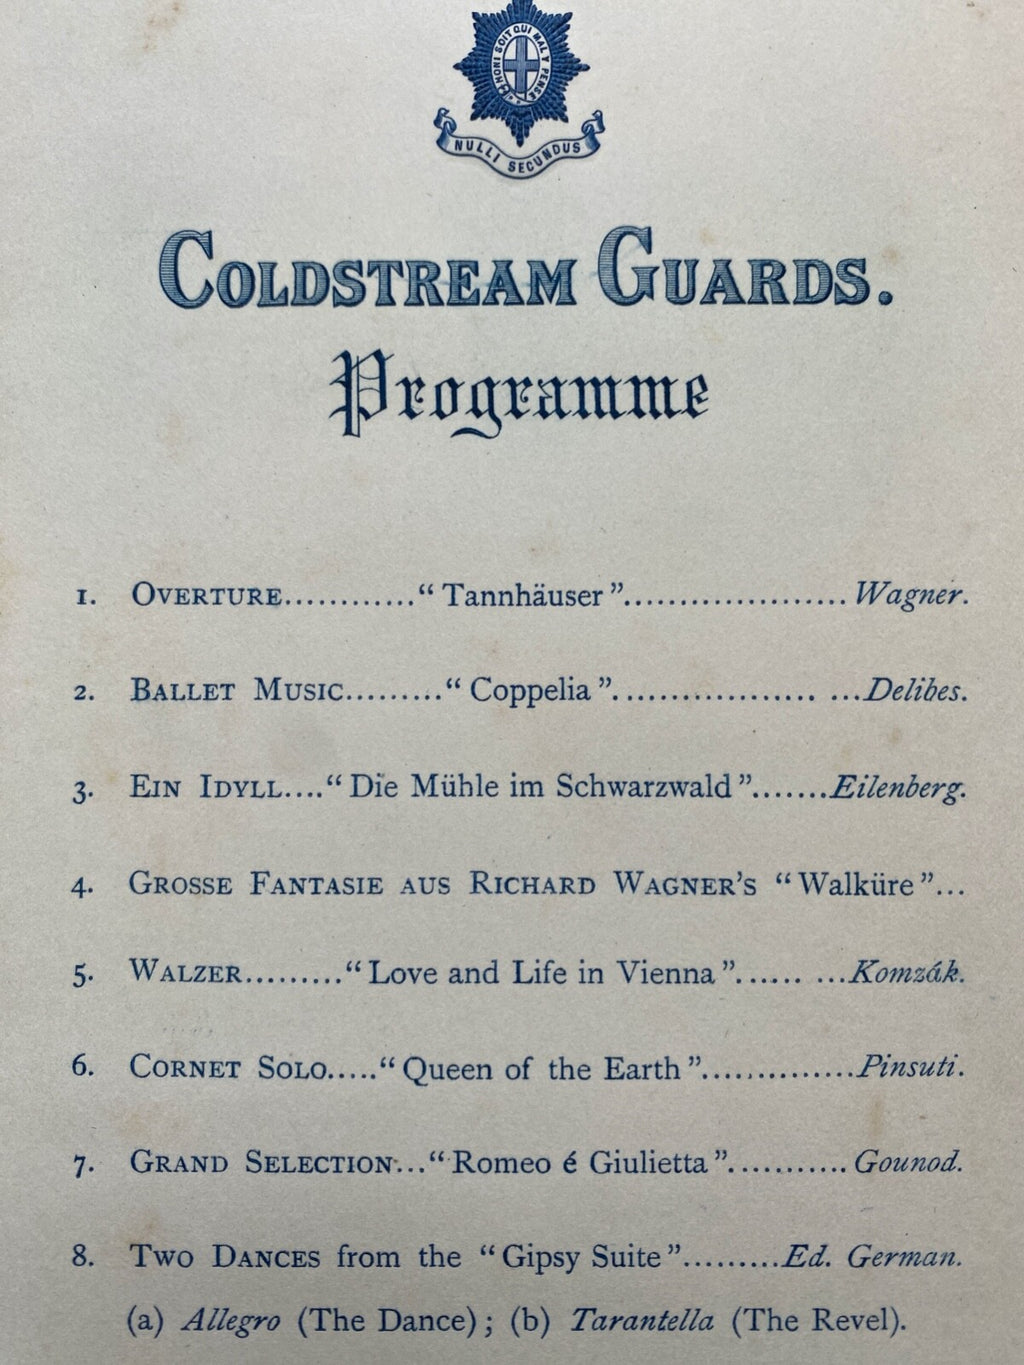 HONI SOIT QUI MAL Y PENSE
NULLI SECUNDUS
COLDSTREAM GUARDS.
Programme
1. OVERTURE............“Tannhäuser”.................... Wagner.
2. BALLET MUSIC.........“Coppelia”.................. ...Delibes.
3. EIN IDYLL....“Die Mühle im Schwarzwald”.......Eilenberg.
4. GROSSE FANTASIE AUS RICHARD WAGNER'S “Walküre”...
5. WALZER.........“Love and Life in Vienna”...... ...Komzák.
6. CORNET SOLO.....“Queen of the Earth”..............Pinsuti.
7. GRAND SELECTION...“Romeo é Giulietta”........... Gounod.
8. TWO DANCES from the “Gipsy Suite”.........Ed. German.
(a) Allegro (The Dance); (b) Tarantella (The Revel).